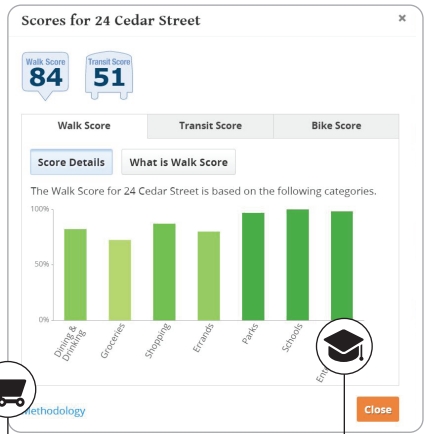 Scores for 24 Cedar Street
Walk Score
84
Transit Score
51
Walk Score Transit Score Bike Score
Score Details What is Walk Score
The Walk Score for 24 Cedar Street is based on the following categories.
100%
50%
0%
Dining &
Drinking
Groceries
Shopping
Errands
Parks
Schools
Close